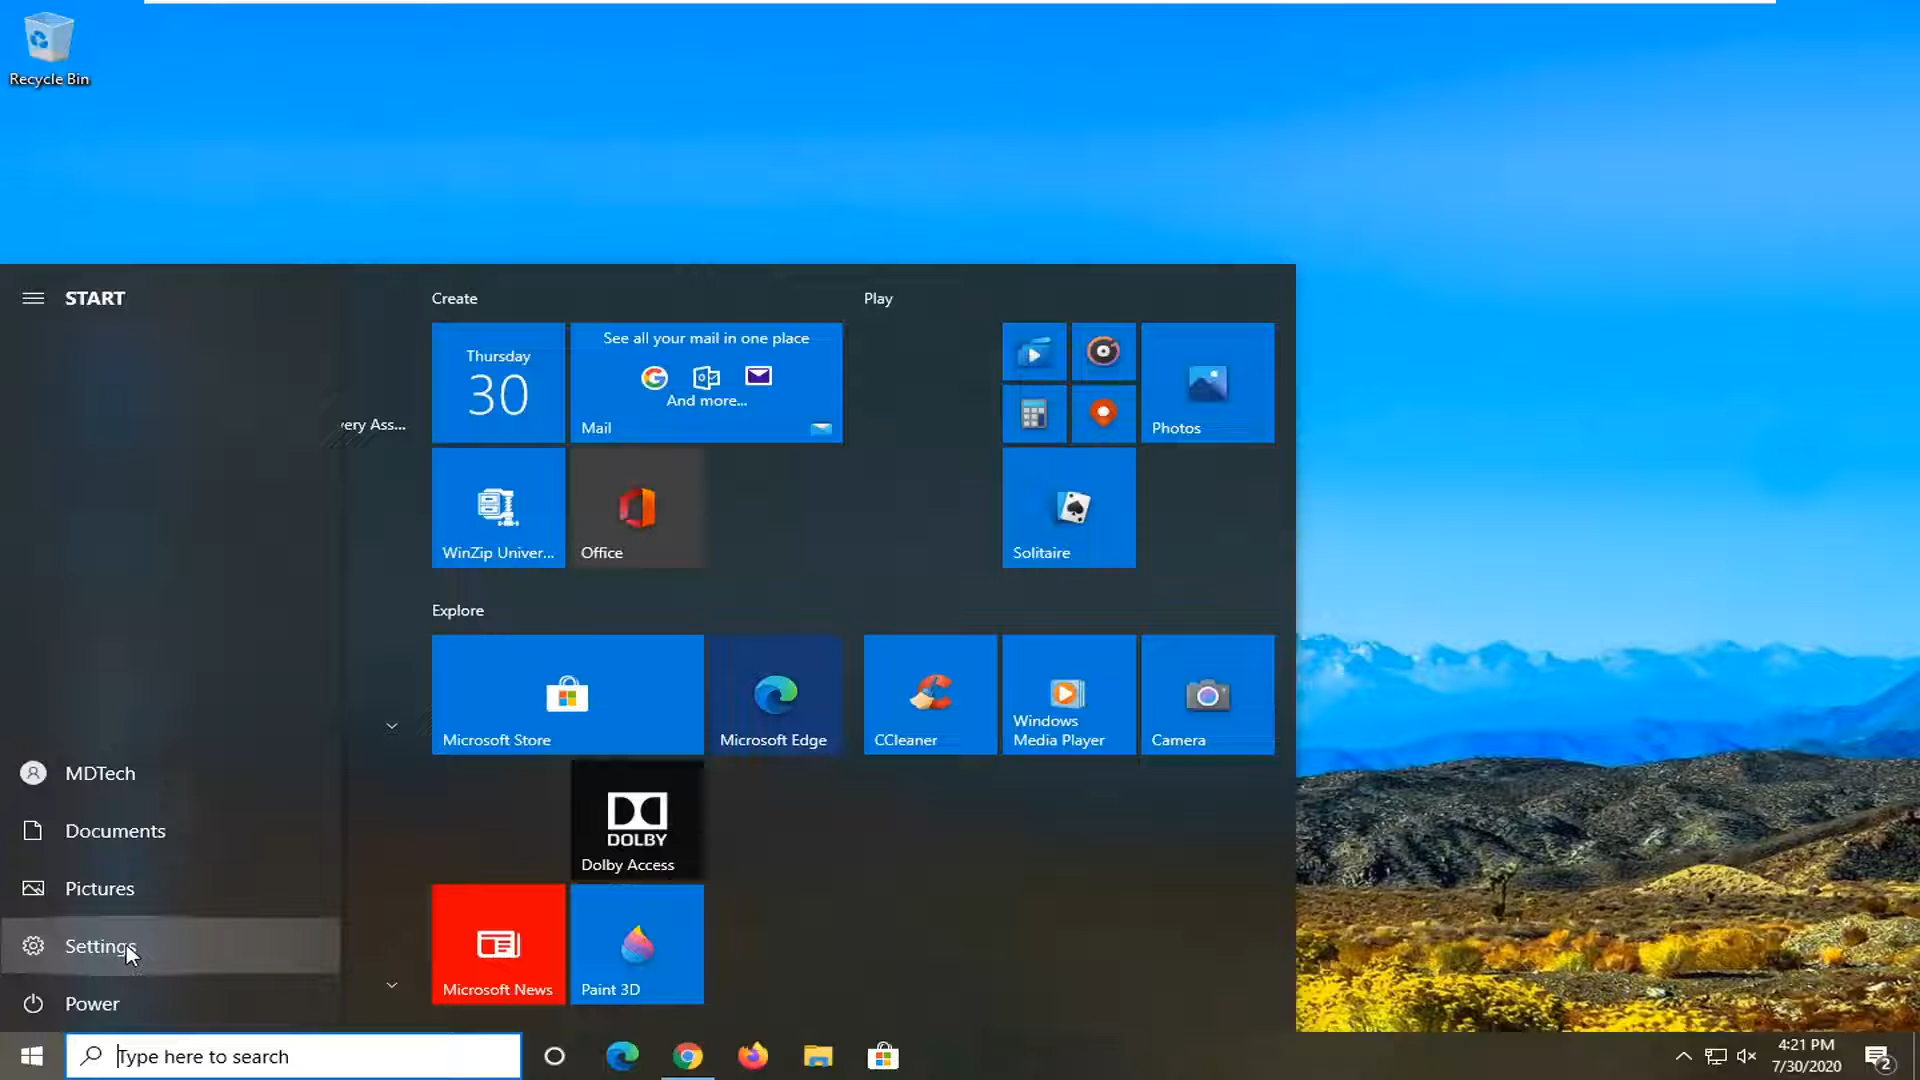 Recycle Bin
START
Create
Play
Thursday
30
See all your mail in one place
And more...
Mail
Photos
very Ass...
WinZip Univer...
Office
Solitaire
Explore
Microsoft Store
Microsoft Edge
CCleaner
Windows
Media Player
Camera
MDTech
DOLBY
Dolby Access
Documents
Pictures
Settings
Microsoft News
Paint 3D
Power
Type here to search
4:21 PM
7/30/2020
2